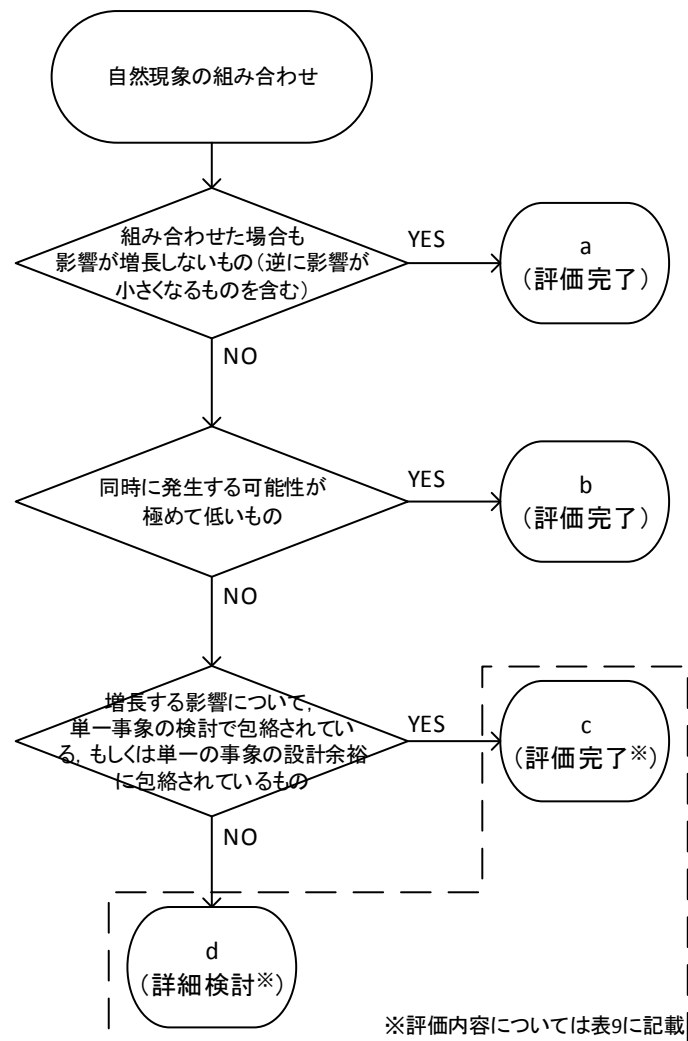 自然現象の組み合わせ
組み合わせた場合も
影響が増長しないもの（逆に影響が
小さくなるものを含む）
YES
a
（評価完了）
NO
同時に発生する可能性が
極めて低いもの
YES
b
（評価完了）
NO
増長する影響について，
単一事象の検討で包絡されてい
る，もしくは単一の事象の設計余裕
に包絡されているもの
YES
c
（評価完了※）
NO
d
（詳細検討※）
※評価内容については表9に記載